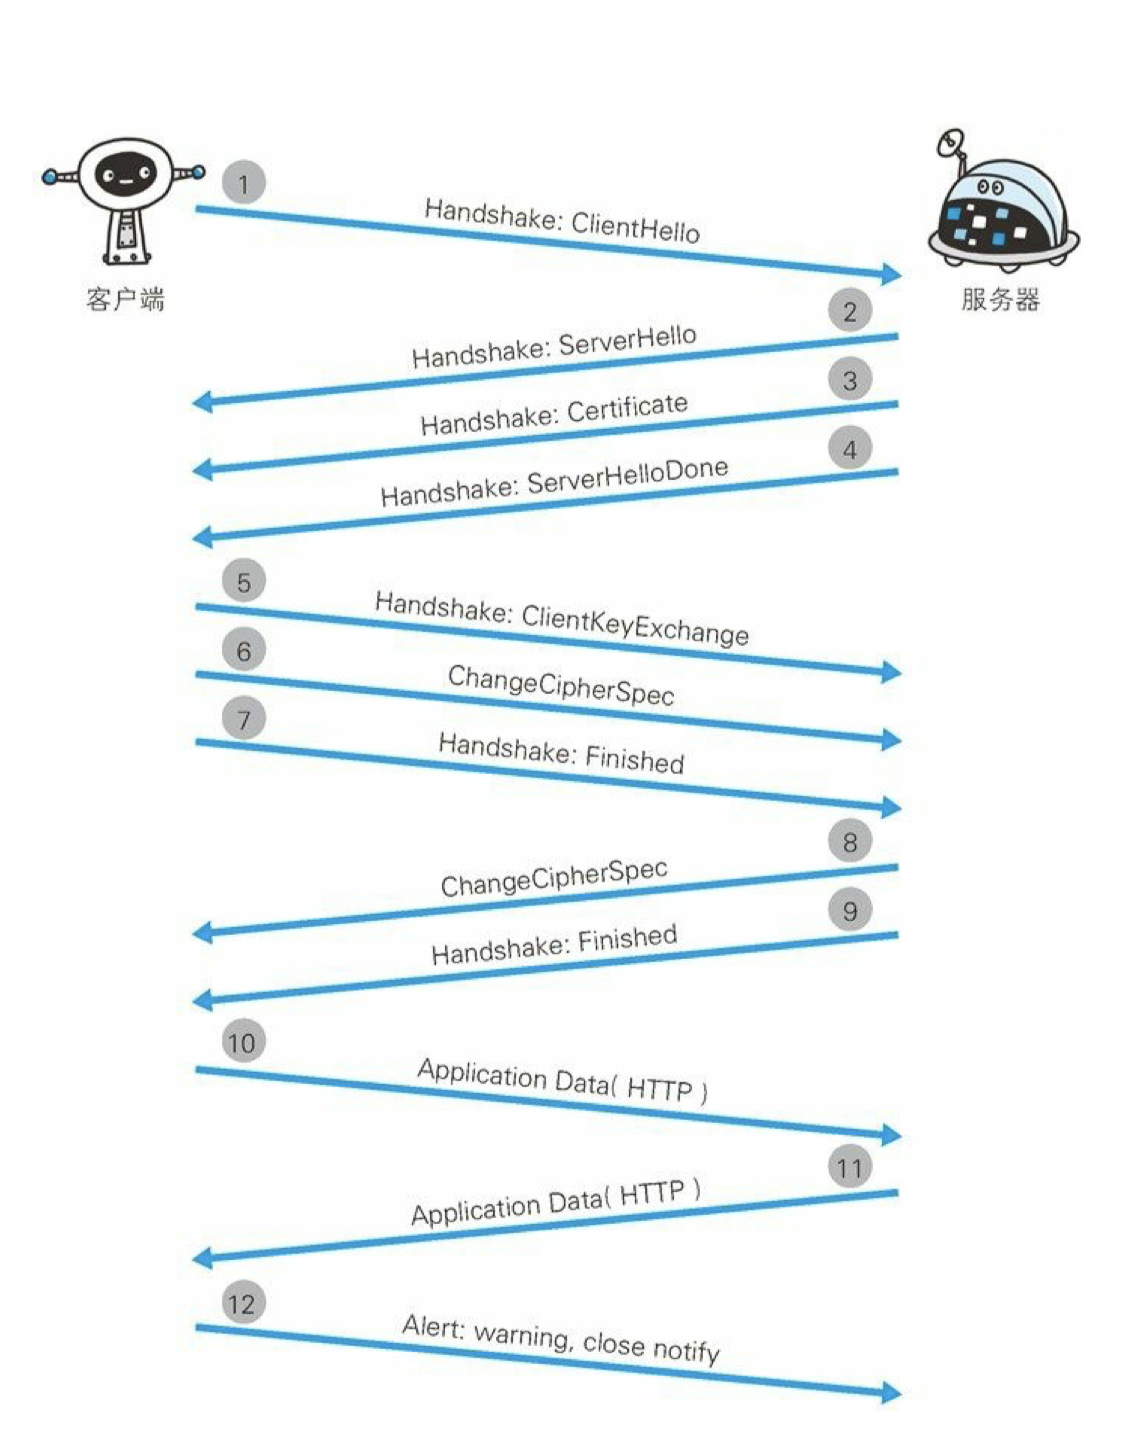 1
Handshake: ClientHello
客户端
服务器
2
Handshake: ServerHello
3
Handshake: Certificate
4
Handshake: ServerHelloDone
5
Handshake: ClientKeyExchange
6
ChangeCipherSpec
7
Handshake: Finished
8
ChangeCipherSpec
9
Handshake: Finished
10
Application Data( HTTP )
11
Application Data( HTTP )
12
Alert: warning, close notify